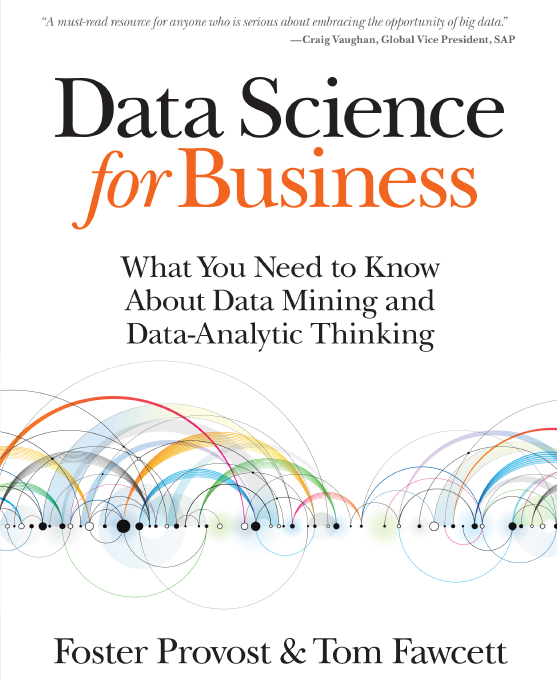 “A must-read resource for anyone who is serious about embracing the opportunity of big data.”
—Craig Vaughan, Global Vice President, SAP
Data Science
for Business
What You Need to Know
About Data Mining and
Data-Analytic Thinking
Foster Provost & Tom Fawcett